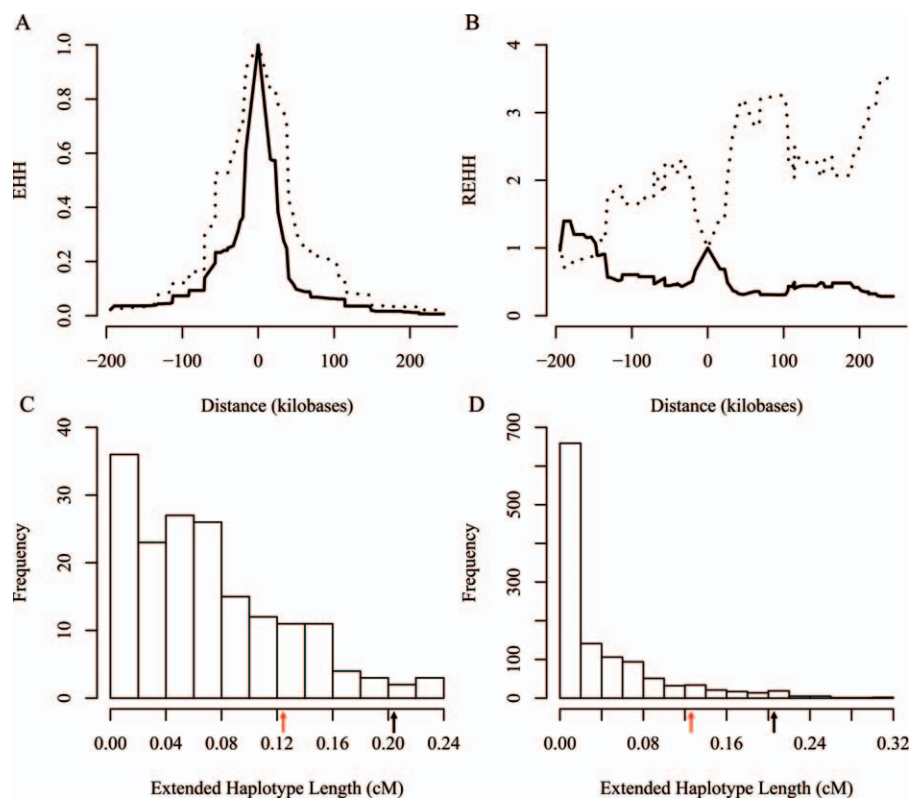 A
B
EHH
1.0
0.8
0.6
0.4
0.2
0.0
−200 −100 0 100 200
Distance (kilobases)
REHH
4
3
2
1
0
−200 −100 0 100 200
Distance (kilobases)
C
D
Frequency
40
30
20
10
0
0.00 0.04 0.08 0.12 0.16 0.20 0.24
Extended Haplotype Length (cM)
Frequency
700
500
300
100
0
0.00 0.08 0.16 0.24 0.32
Extended Haplotype Length (cM)